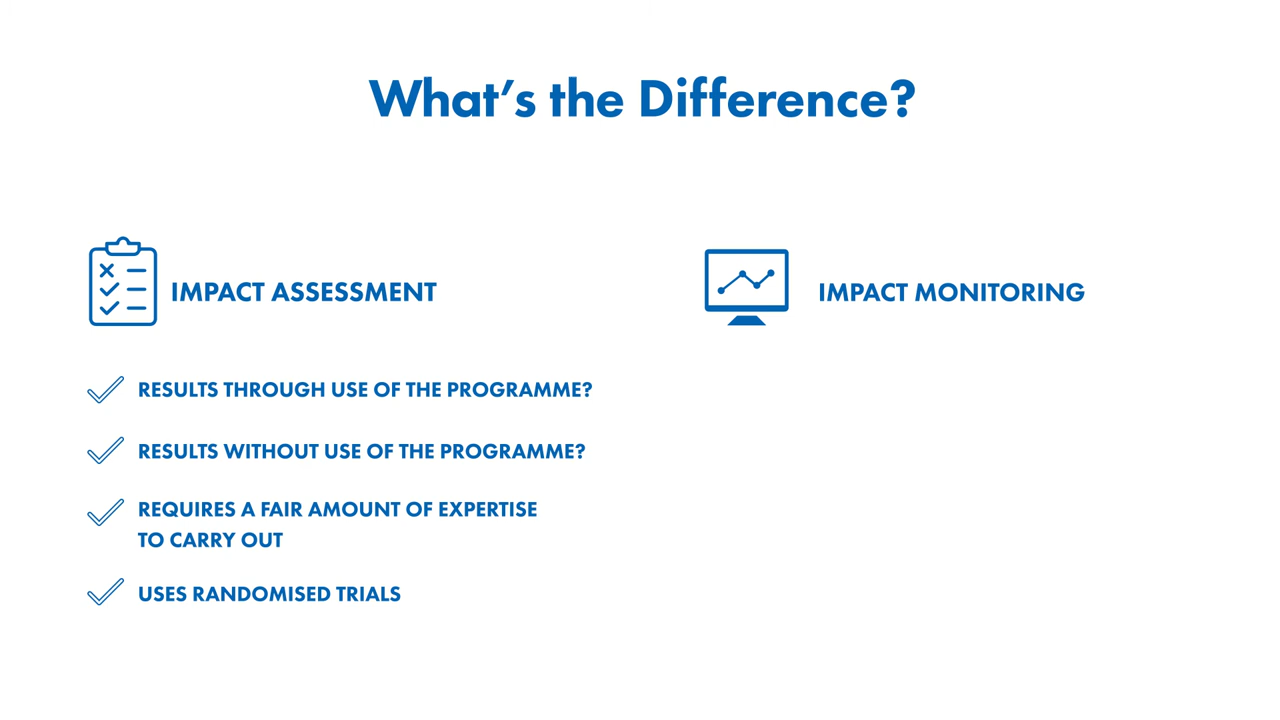 What's the Difference?
IMPACT ASSESSMENT
RESULTS THROUGH USE OF THE PROGRAMME?
RESULTS WITHOUT USE OF THE PROGRAMME?
REQUIRES A FAIR AMOUNT OF EXPERTISE
TO CARRY OUT
USES RANDOMISED TRIALS
IMPACT MONITORING